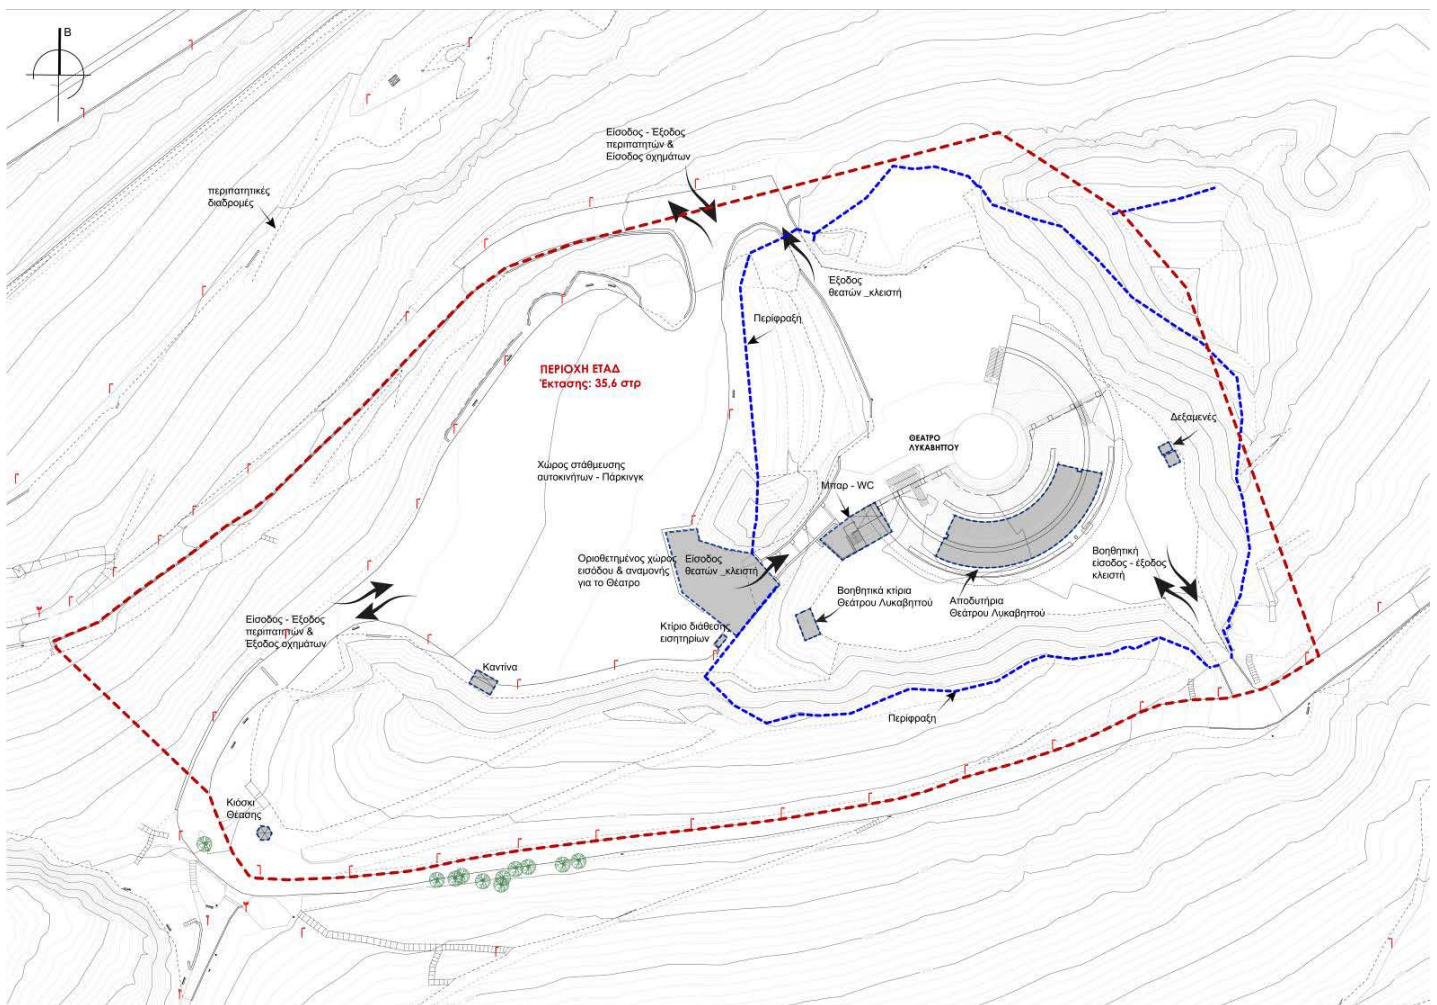 Β
Είσοδος - Έξοδος
περιπατητών &
Είσοδος οχημάτων
περιπατητικές
διαδρομές
Έξοδος
θεατών _κλειστή
Περίφραξη
ΠΕΡΙΟΧΗ ΕΤΑΔ
Έκτασης: 35,6 στρ
Δεξαμενές
ΘΕΑΤΡΟ
ΛΥΚΑΒΗΤΤΟΥ
Χώρος στάθμευσης
αυτοκινήτων - Πάρκινγκ
Μπαρ - WC
Οριοθετημένος χώρος
εισόδου & αναμονής
για το Θέατρο
Είσοδος
θεατών _κλειστή
Βοηθητική
είσοδος - έξοδος
κλειστή
Βοηθητικά κτίρια
Θεάτρου Λυκαβηττού
Αποδυτήρια
Θεάτρου Λυκαβηττού
Είσοδος - Έξοδος
περιπατητών &
Έξοδος οχημάτων
Κτίριο διάθεσης
εισητηρίων
Καντίνα
Περίφραξη
Κιόσκι
Θέασης